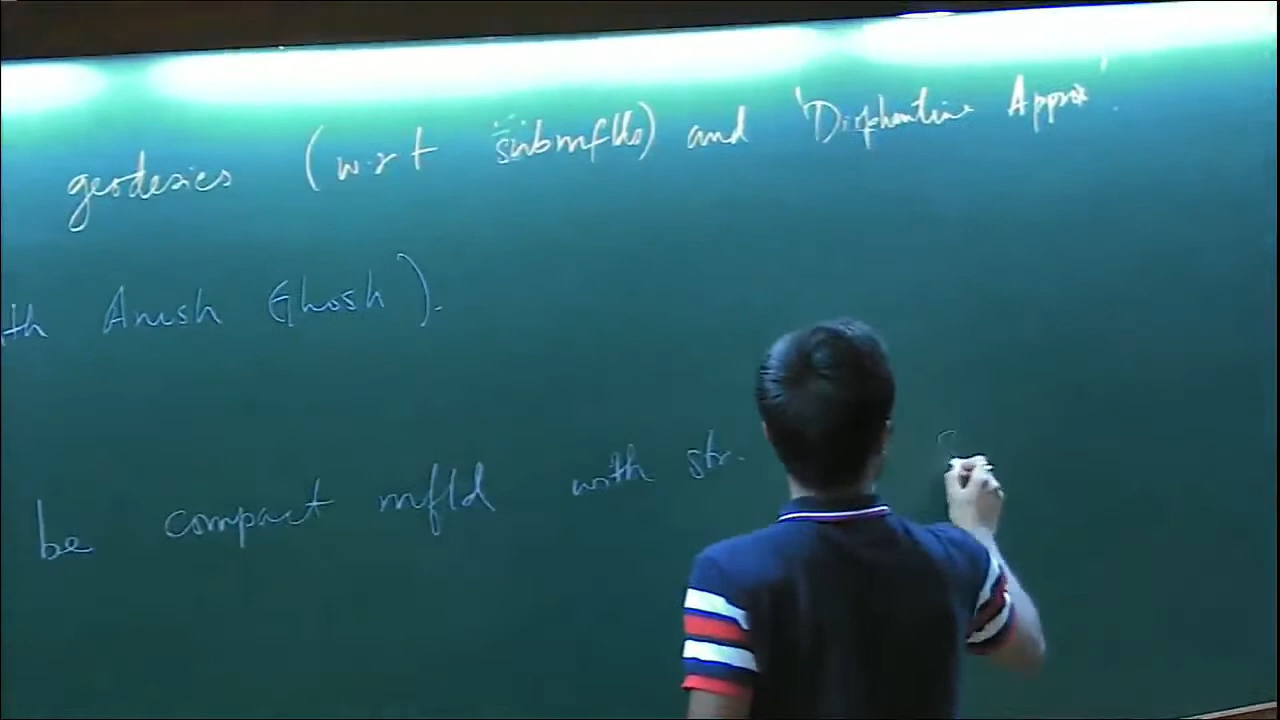 geodesics (w.r.t submflds) and 'Diophantine Approx'.
th Anish Ghosh).
be compact mfld with str.